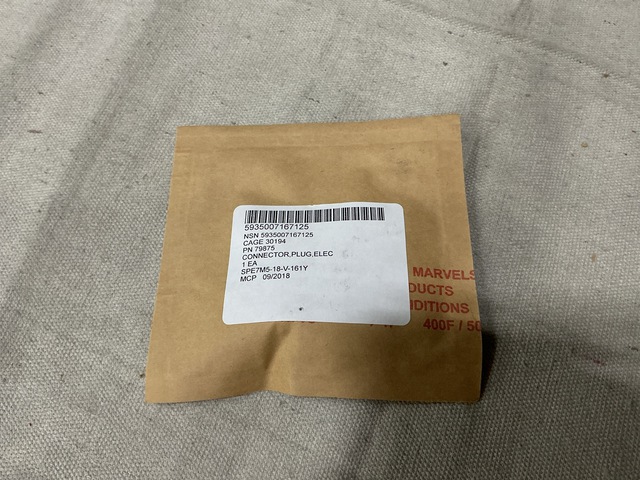 5935007167125
NSN 5935007167125
CAGE 30194
PN 79875
CONNECTOR,PLUG,ELEC
1 EA
SPE7M5-18-V-161Y
MCP 09/2018
MARVELS
DUCTS
DITIONS
400F / 50